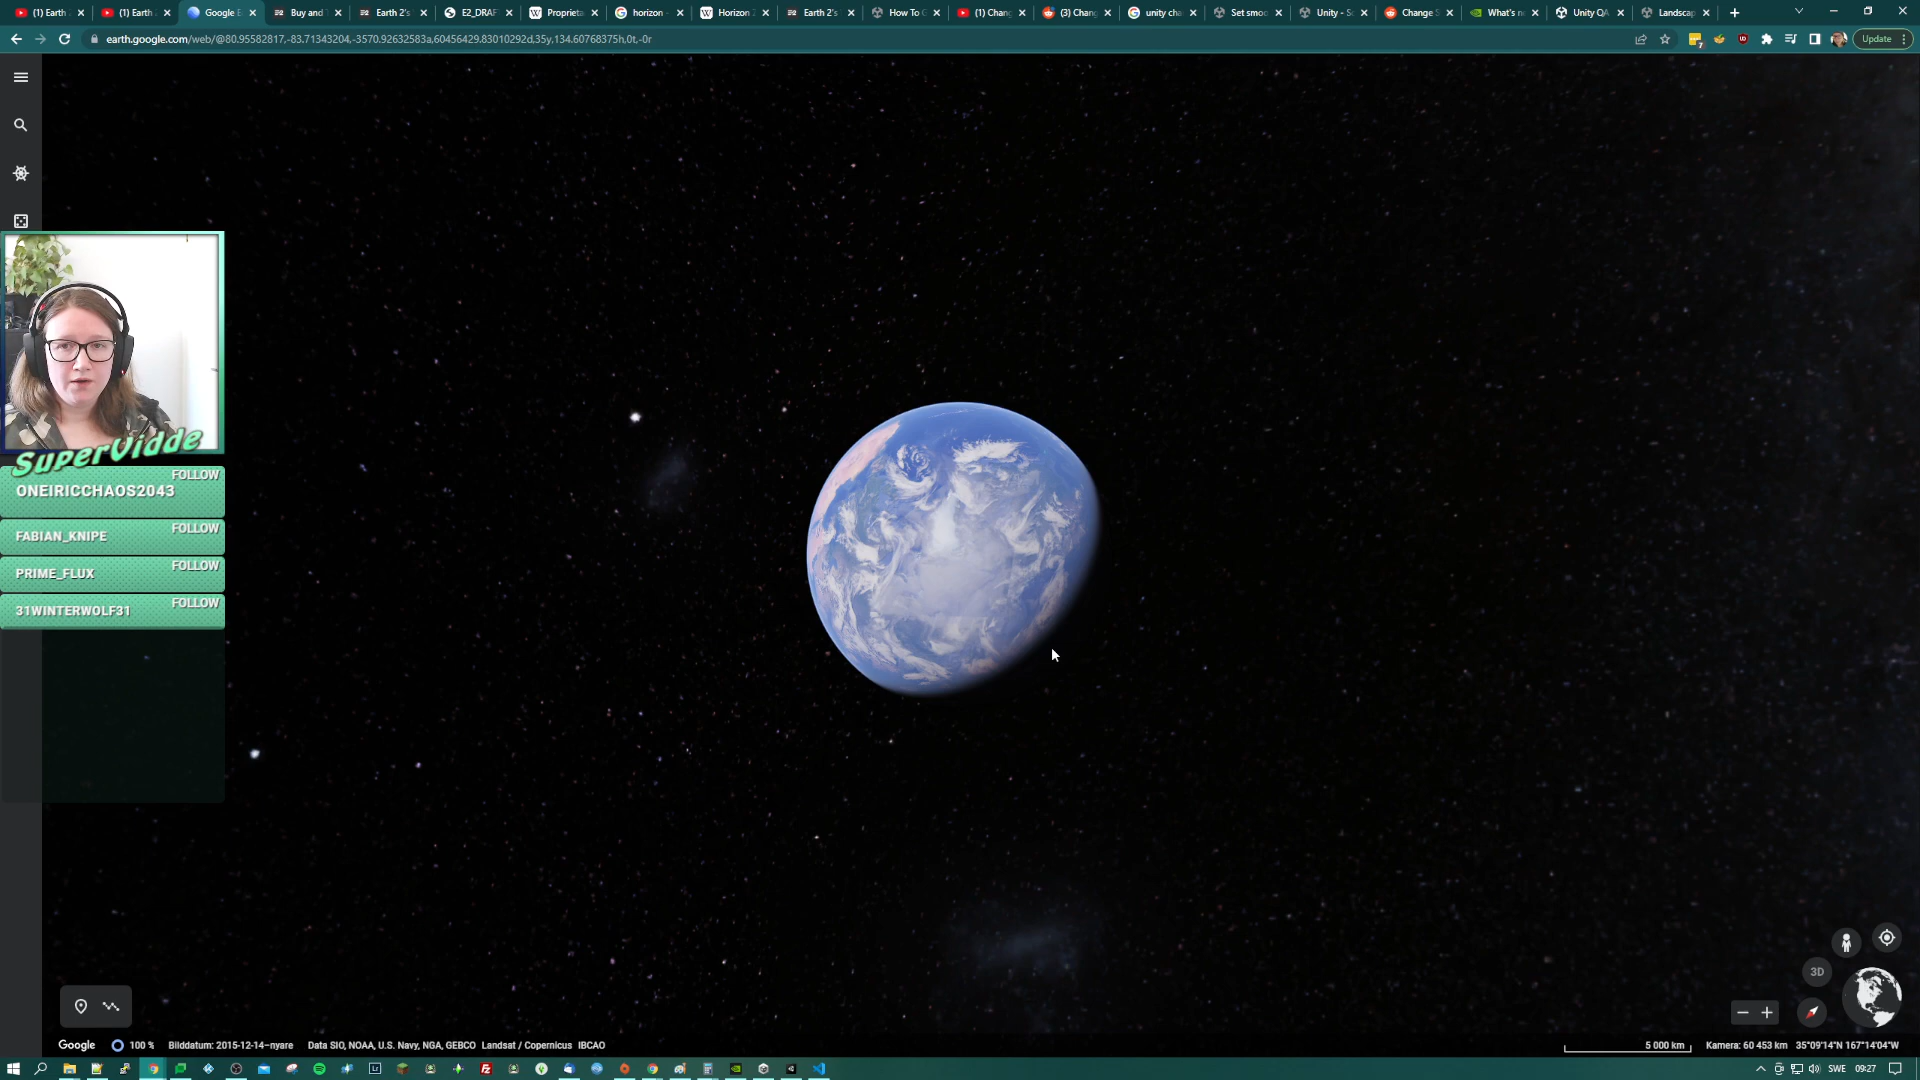 (1) Earth
(1) Earth
Google E
Buy and
Earth 2's
E2_DRAF
Proprieta
horizon -
Horizon
Earth 2's
How To G
(1) Chang
(3) Chang
unity cha
Set smoo
Unity - Sc
Change S
What's n
Unity QA
Landscap
earth.google.com/web/@80.95582817,-83.71343204,-3570.92632583a,60456429.83010292d,35y,134.60768375h,0t,-0r
Update
SuperVidde
FOLLOW
ONEIRICCHAOS2043
FOLLOW
FABIAN_KNIPE
FOLLOW
PRIME_FLUX
FOLLOW
31WINTERWOLF31
3D
Google
100 %
Bilddatum: 2015-12-14–nyare
Data SIO, NOAA, U.S. Navy, NGA, GEBCO Landsat / Copernicus IBCAO
5 000 km
Kamera: 60 453 km 35°09'14"N 167°14'04"W
SWE
09:27